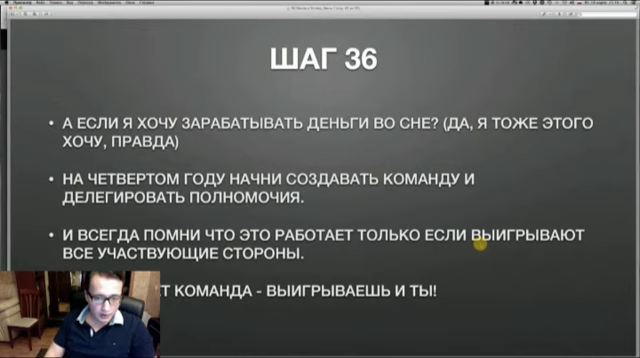 ШАГ 36
• А ЕСЛИ Я ХОЧУ ЗАРАБАТЫВАТЬ ДЕНЬГИ ВО СНЕ? (ДА, Я ТОЖЕ ЭТОГО
ХОЧУ, ПРАВДА)
• НА ЧЕТВЕРТОМ ГОДУ НАЧНИ СОЗДАВАТЬ КОМАНДУ И
ДЕЛЕГИРОВАТЬ ПОЛНОМОЧИЯ.
• И ВСЕГДА ПОМНИ ЧТО ЭТО РАБОТАЕТ ТОЛЬКО ЕСЛИ ВЫИГРЫВАЮТ
ВСЕ УЧАСТВУЮЩИЕ СТОРОНЫ.
КОМАНДА - ВЫИГРЫВАЕШЬ И ТЫ!